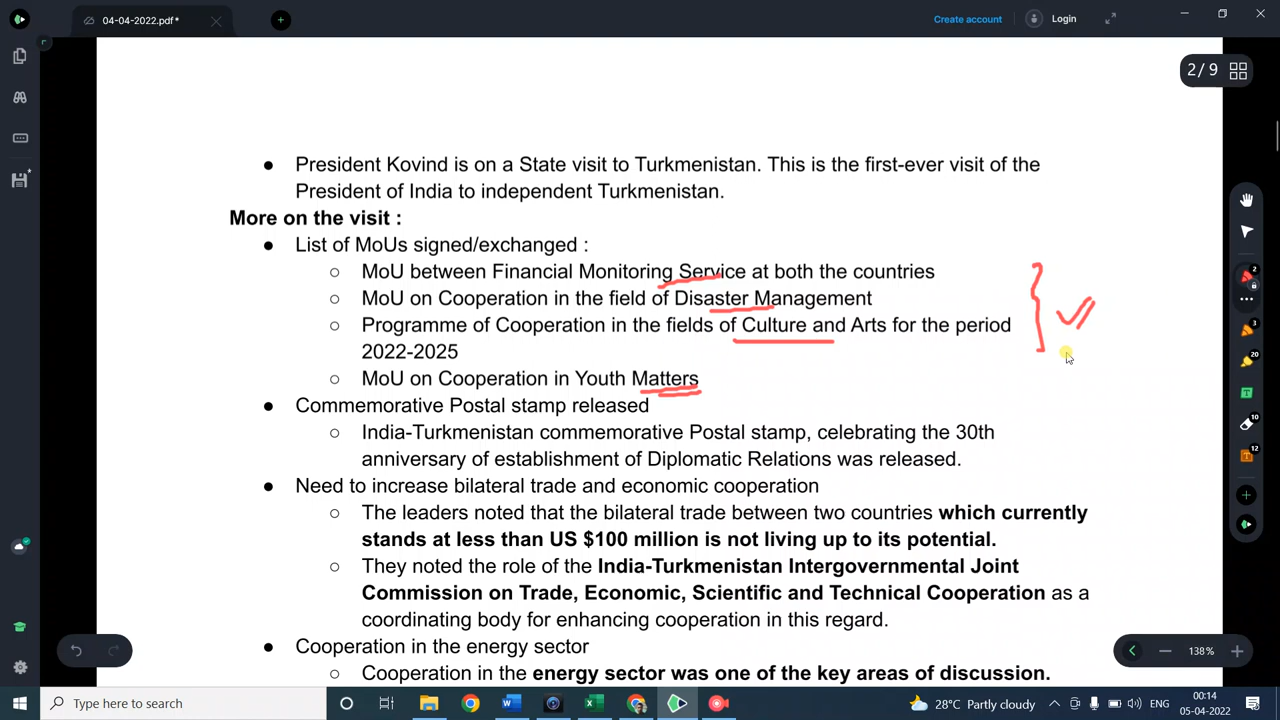 04-04-2022.pdf*
Create account
Login
2/ 9
● President Kovind is on a State visit to Turkmenistan. This is the first-ever visit of the
President of India to independent Turkmenistan.
More on the visit :
● List of MoUs signed/exchanged :
○ MoU between Financial Monitoring Service at both the countries
○ MoU on Cooperation in the field of Disaster Management
○ Programme of Cooperation in the fields of Culture and Arts for the period
2022-2025
○ MoU on Cooperation in Youth Matters
● Commemorative Postal stamp released
○ India-Turkmenistan commemorative Postal stamp, celebrating the 30th
anniversary of establishment of Diplomatic Relations was released.
● Need to increase bilateral trade and economic cooperation
○ The leaders noted that the bilateral trade between two countries which currently
stands at less than US $100 million is not living up to its potential.
○ They noted the role of the India-Turkmenistan Intergovernmental Joint
Commission on Trade, Economic, Scientific and Technical Cooperation as a
coordinating body for enhancing cooperation in this regard.
● Cooperation in the energy sector
○ Cooperation in the energy sector was one of the key areas of discussion.
2
3
20
10
12
138%
Type here to search
28°C Partly cloudy
00:14
05-04-2022